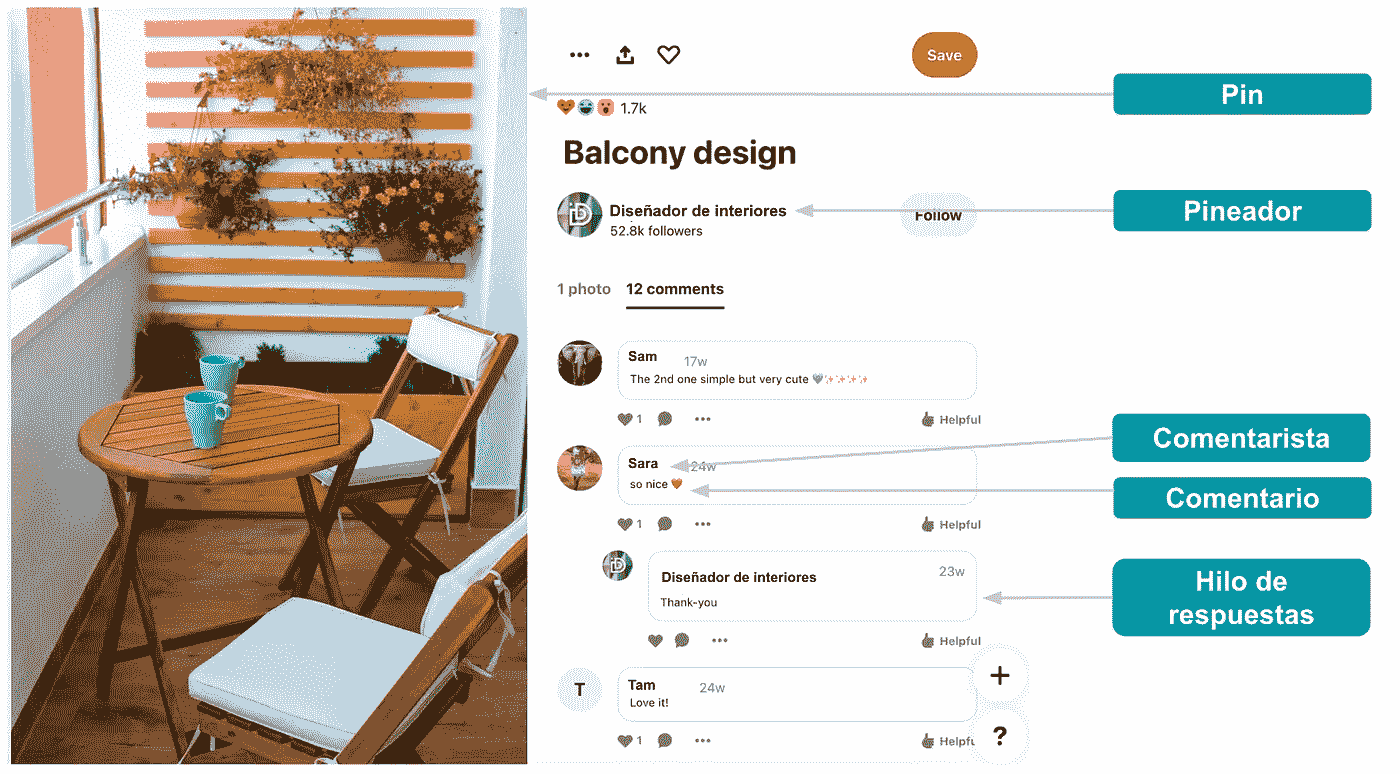 Save
Pin
1.7k
Balcony design
Diseñador de interiores
Follow
Pineador
52.8k followers
1 photo
12 comments
Sam
17w
The 2nd one simple but very cute
1
Helpful
Comentarista
Sara
24w
so nice
Comentario
1
Helpful
Diseñador de interiores
23w
Thank-you
Hilo de
respuestas
Helpful
T
Tam
24w
Love it!
1
Helpfu
+
?